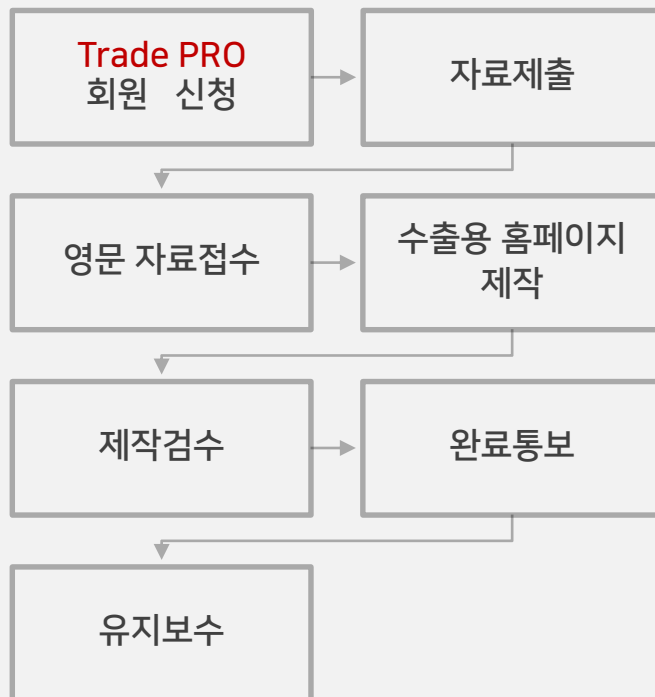 Trade PRO
회원 신청
자료제출
영문 자료접수
수출용 홈페이지
제작
제작검수
완료통보
유지보수